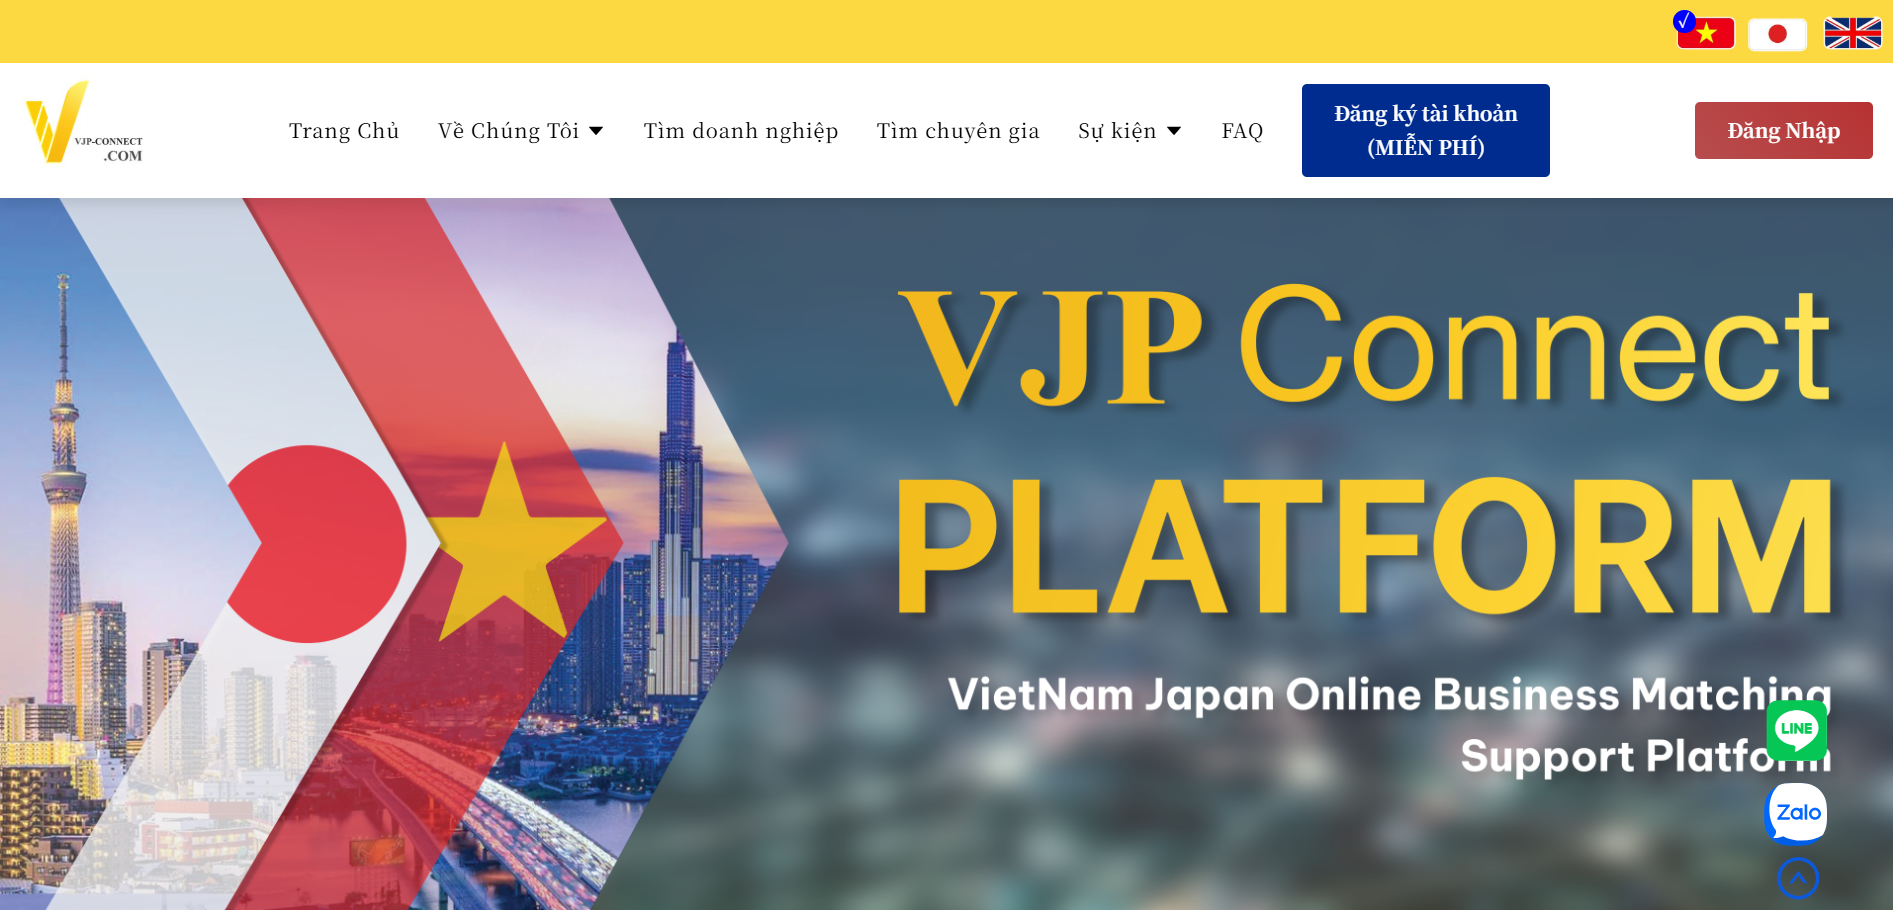 √
VJP-CONNECT
.COM
Trang Chủ
Về Chúng Tôi
Tìm doanh nghiệp
Tìm chuyên gia
Sự kiện
FAQ
Đăng ký tài khoản
(MIỄN PHÍ)
Đăng Nhập
VJP Connect
PLATFORM
VietNam Japan Online Business Matching
Support Platform
LINE
Zalo